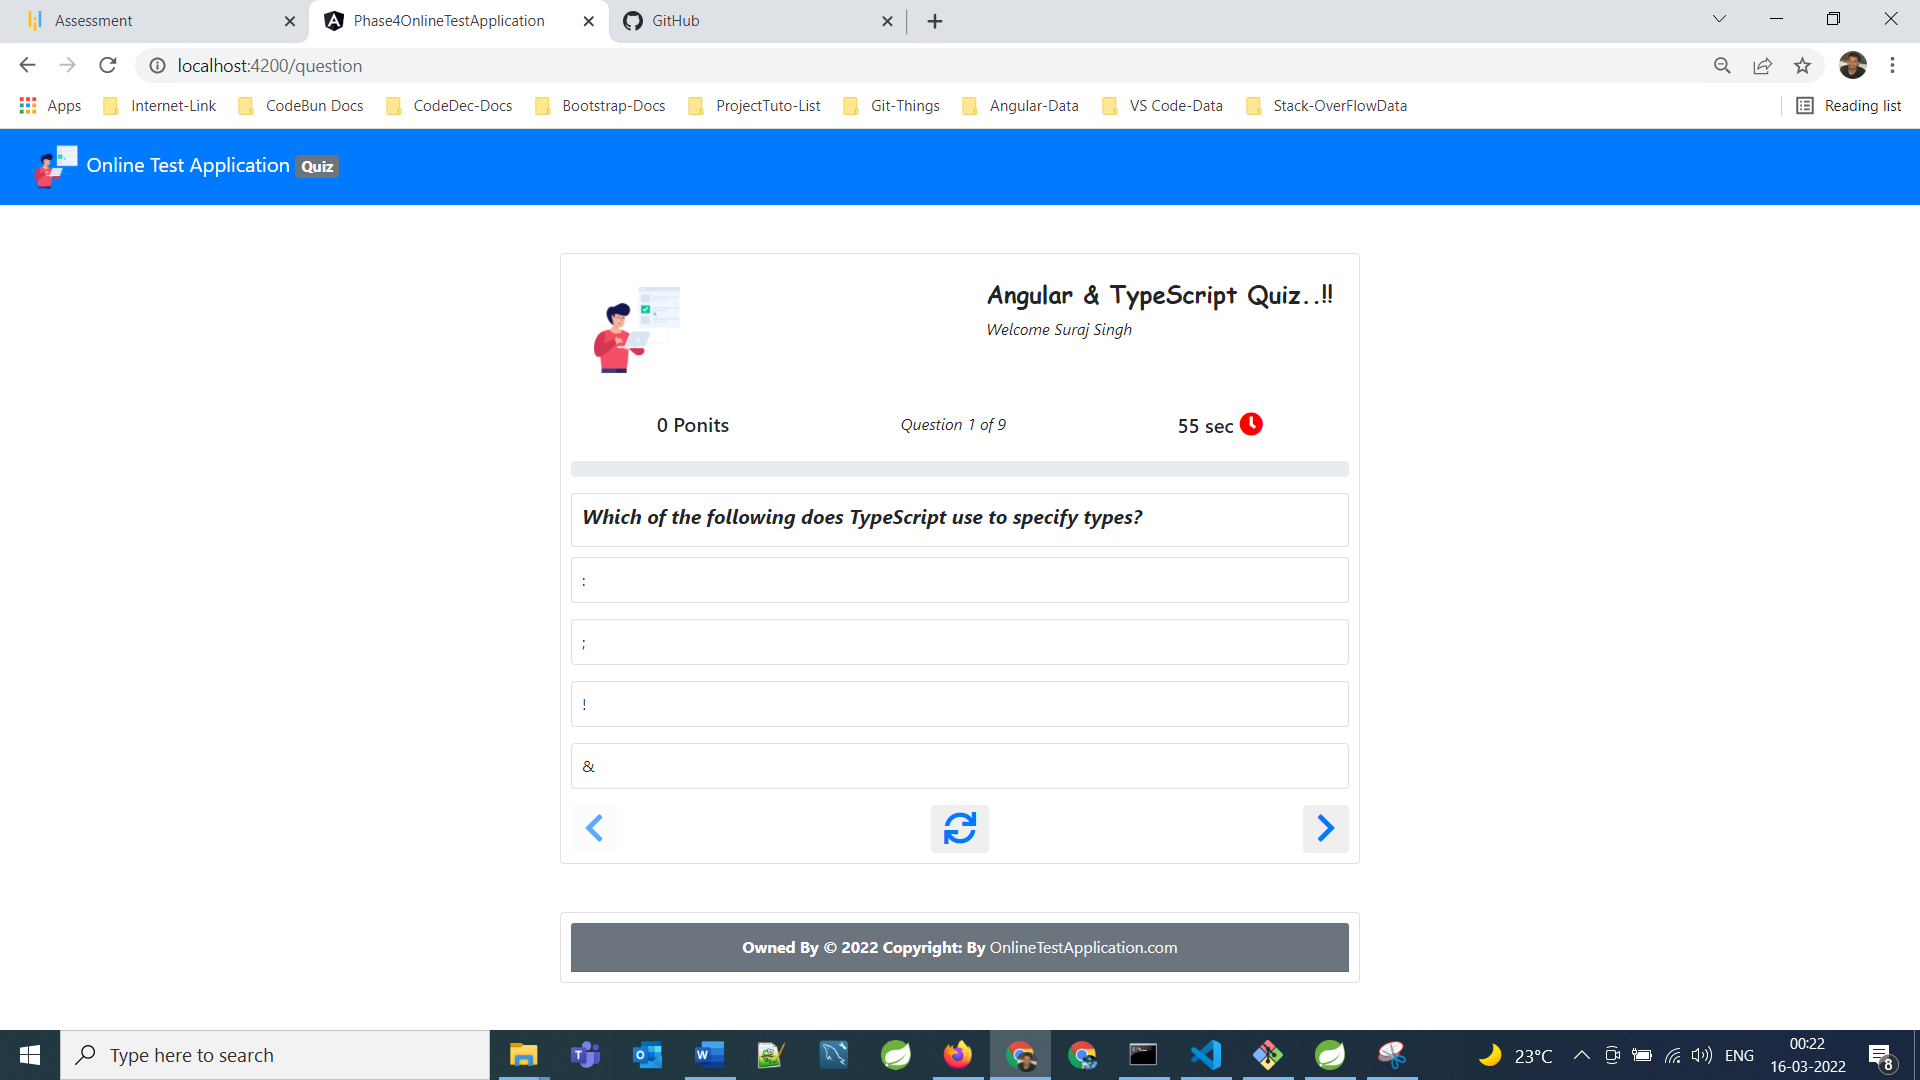 Assessment
Phase4OnlineTestApplication
GitHub
localhost:4200/question
Apps
Internet-Link
CodeBun Docs
CodeDec-Docs
Bootstrap-Docs
ProjectTuto-List
Git-Things
Angular-Data
VS Code-Data
Stack-OverFlowData
Reading list
Online Test Application Quiz
Angular & TypeScript Quiz..!!
Welcome Suraj Singh
0 Ponits
Question 1 of 9
55 sec
Which of the following does TypeScript use to specify types?
:
;
!
&
Owned By © 2022 Copyright: By OnlineTestApplication.com
Type here to search
23°C
ENG
00:22
16-03-2022
8